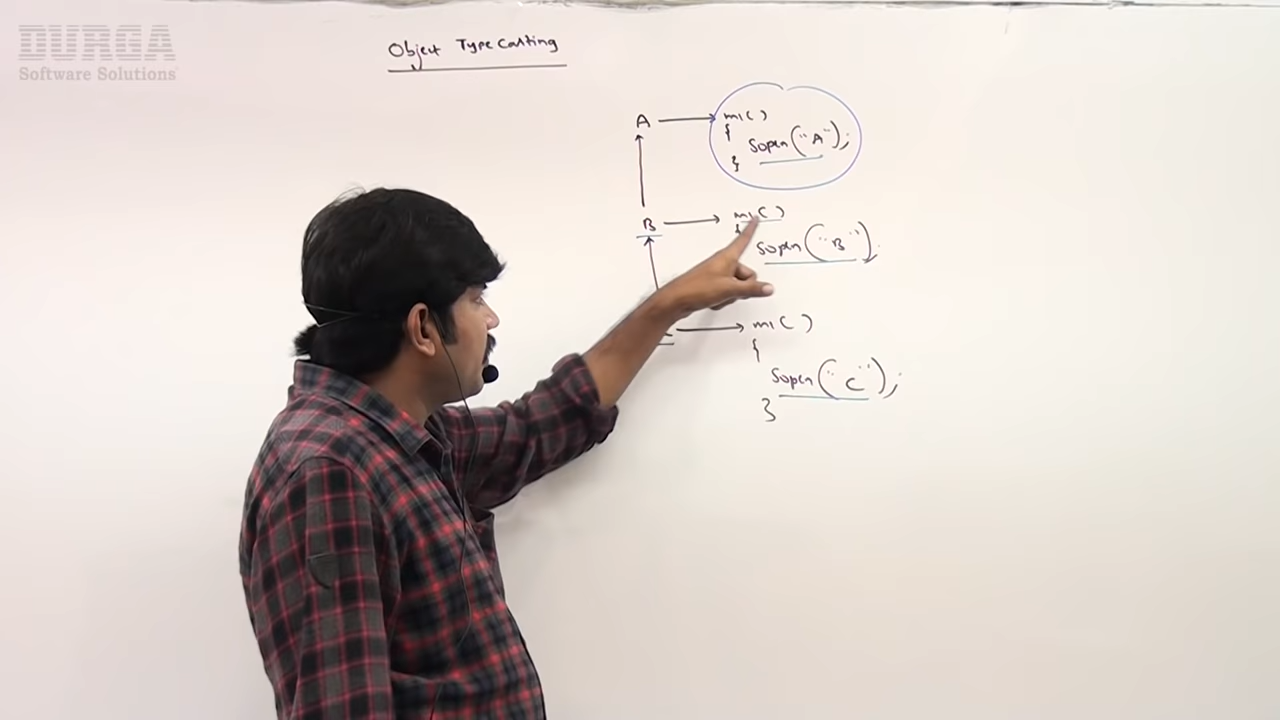 DURGA
Software Solutions
Object Type Casting
A m1( )
{
Sopln("A");
}
B m1( )
{
Sopln("B");
m1( )
{
Sopln("C");
}